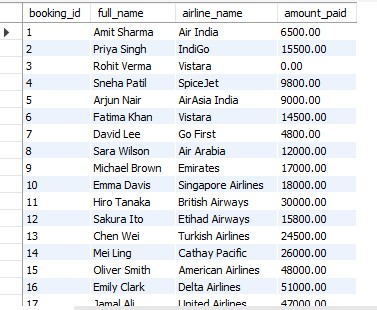 booking_id full_name airline_name amount_paid
1 Amit Sharma Air India 6500.00
2 Priya Singh IndiGo 15500.00
3 Rohit Verma Vistara 0.00
4 Sneha Patil SpiceJet 9800.00
5 Arjun Nair AirAsia India 9000.00
6 Fatima Khan Vistara 14500.00
7 David Lee Go First 4800.00
8 Sara Wilson Air Arabia 12000.00
9 Michael Brown Emirates 17000.00
10 Emma Davis Singapore Airlines 18000.00
11 Hiro Tanaka British Airways 30000.00
12 Sakura Ito Etihad Airways 15800.00
13 Chen Wei Turkish Airlines 24500.00
14 Mei Ling Cathay Pacific 26000.00
15 Oliver Smith American Airlines 48000.00
16 Emily Clark Delta Airlines 51000.00
17 Jamal Ali United Airlines 47000.00